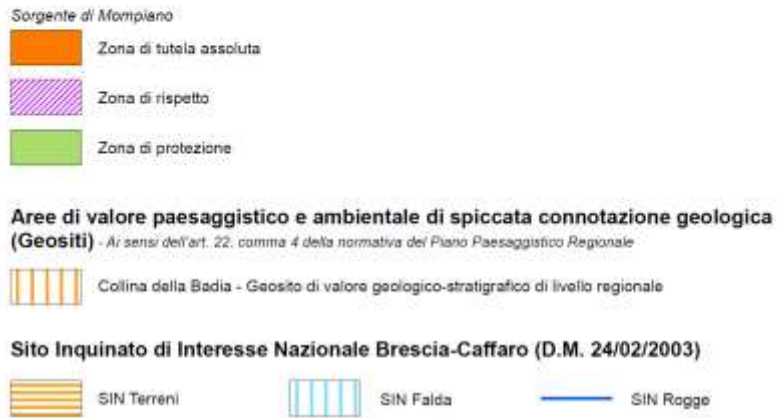 Sorgente di Mompiano
Zona di tutela assoluta
Zona di rispetto
Zona di protezione
Aree di valore paesaggistico e ambientale di spiccata connotazione geologica
(Geositi) - Ai sensi dell'art. 22, comma 4 della normativa del Piano Paesaggistico Regionale
Collina della Badia - Geosito di valore geologico-stratigrafico di livello regionale
Sito Inquinato di Interesse Nazionale Brescia-Caffaro (D.M. 24/02/2003)
SIN Terreni SIN Falda SIN Rogge